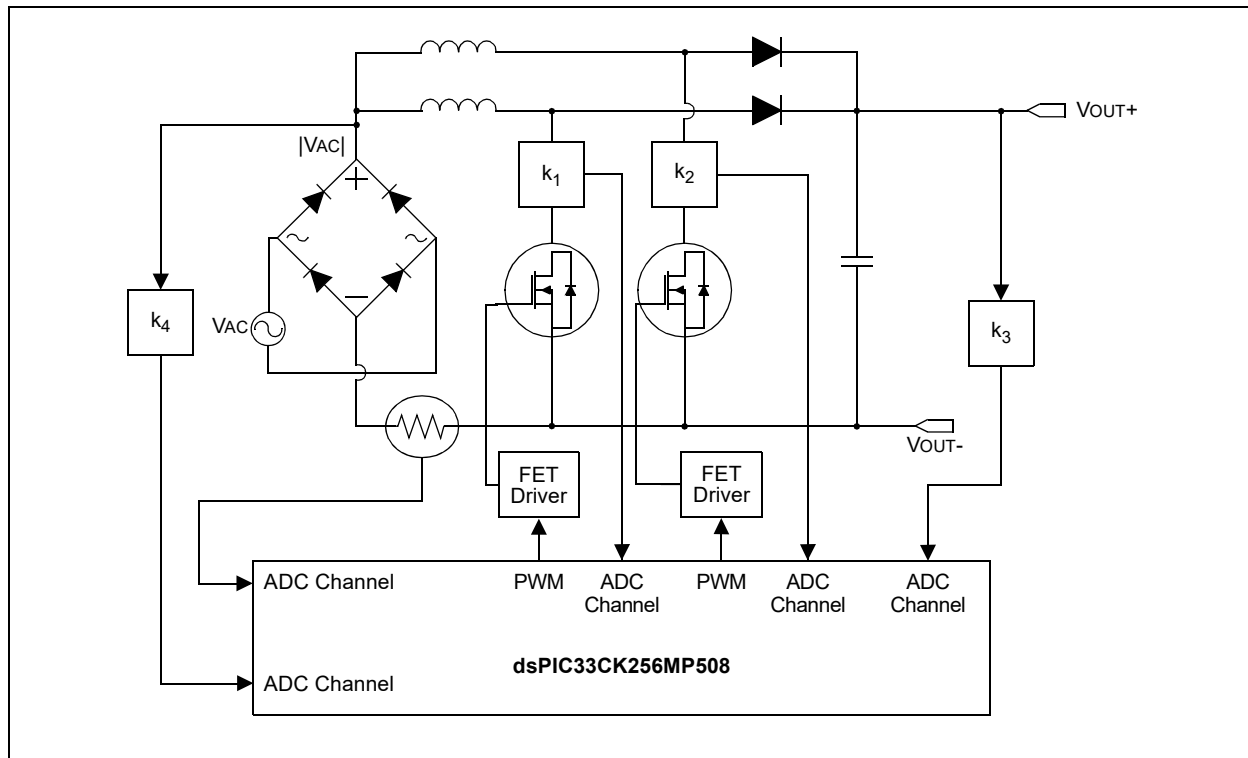 VOUT+
|VAC|
+
k1
k2
k4
VAC
−
k3
VOUT-
FET
Driver
FET
Driver
ADC Channel
PWM
ADC
Channel
PWM
ADC
Channel
ADC
Channel
dsPIC33CK256MP508
ADC Channel